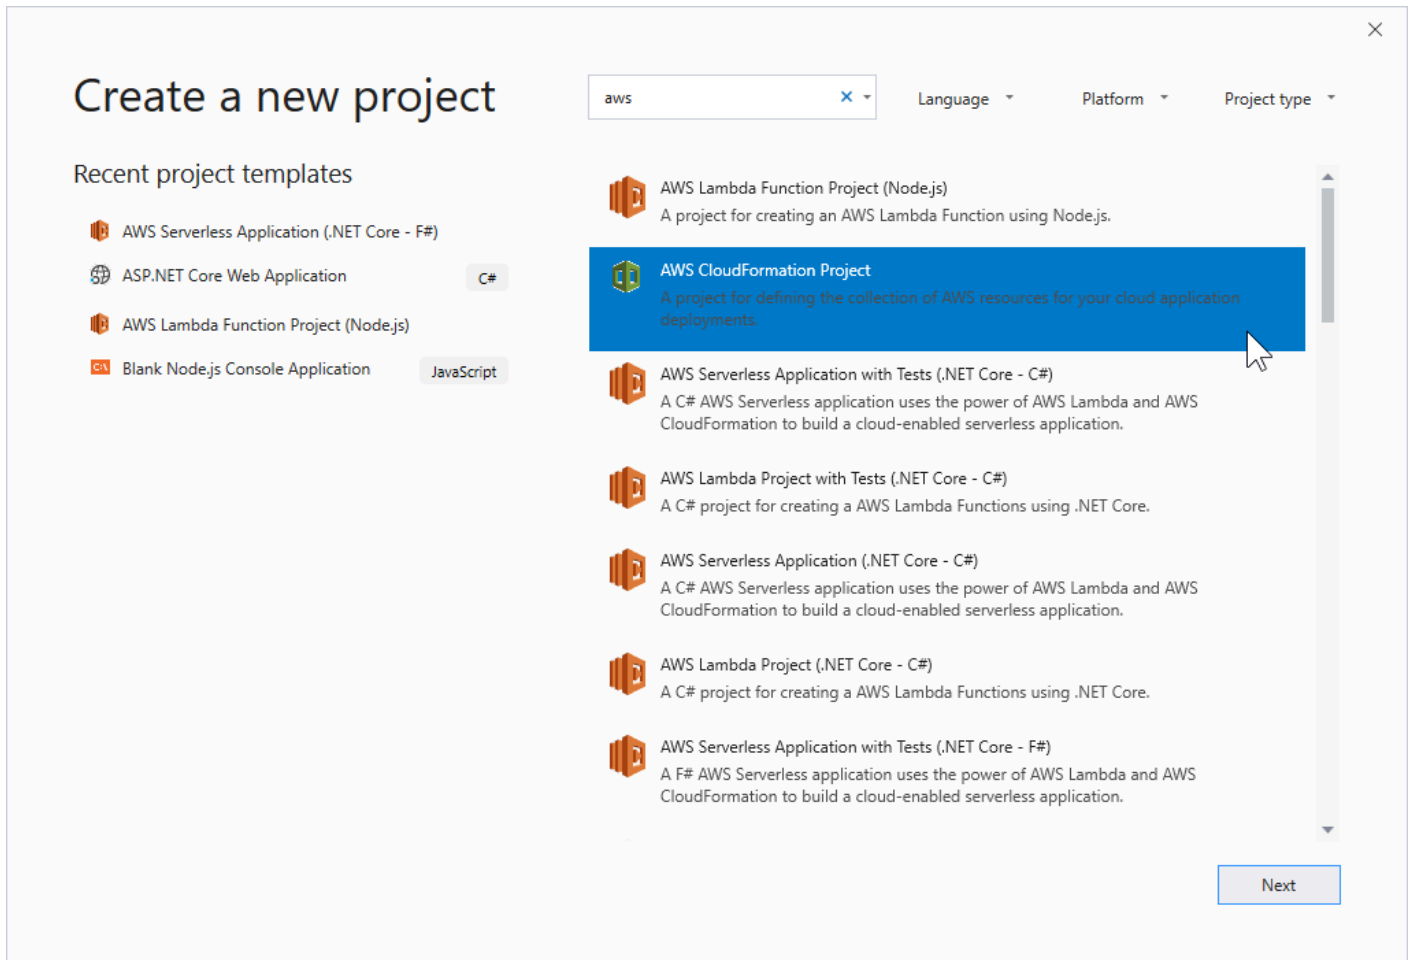 Create a new project
aws
Language
Platform
Project type
Recent project templates
AWS Serverless Application (.NET Core - F#)
ASP.NET Core Web Application
C#
AWS Lambda Function Project (Node.js)
Blank Node.js Console Application
JavaScript
AWS Lambda Function Project (Node.js)
A project for creating an AWS Lambda Function using Node.js.
AWS CloudFormation Project
A project for defining the collection of AWS resources for your cloud application
deployments.
AWS Serverless Application with Tests (.NET Core - C#)
A C# AWS Serverless application uses the power of AWS Lambda and AWS
CloudFormation to build a cloud-enabled serverless application.
AWS Lambda Project with Tests (.NET Core - C#)
A C# project for creating a AWS Lambda Functions using .NET Core.
AWS Serverless Application (.NET Core - C#)
A C# AWS Serverless application uses the power of AWS Lambda and AWS
CloudFormation to build a cloud-enabled serverless application.
AWS Lambda Project (.NET Core - C#)
A C# project for creating a AWS Lambda Functions using .NET Core.
AWS Serverless Application with Tests (.NET Core - F#)
A F# AWS Serverless application uses the power of AWS Lambda and AWS
CloudFormation to build a cloud-enabled serverless application.
Next